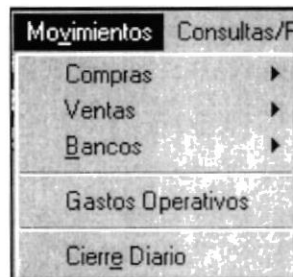 Movimientos Consultas/
Compras
Ventas
Bancos
Gastos Operativos
Cierre Diario